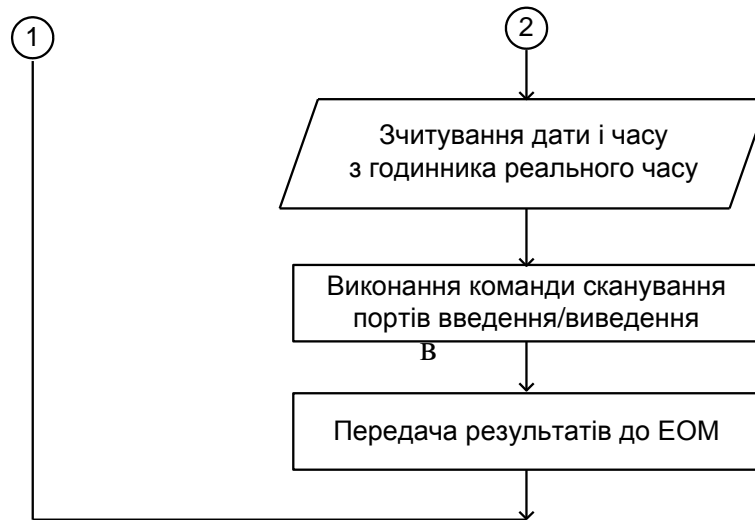 1
2
Зчитування дати і часу
з годинника реального часу
Виконання команди сканування
портів введення/виведення
в
Передача результатів до ЕОМ